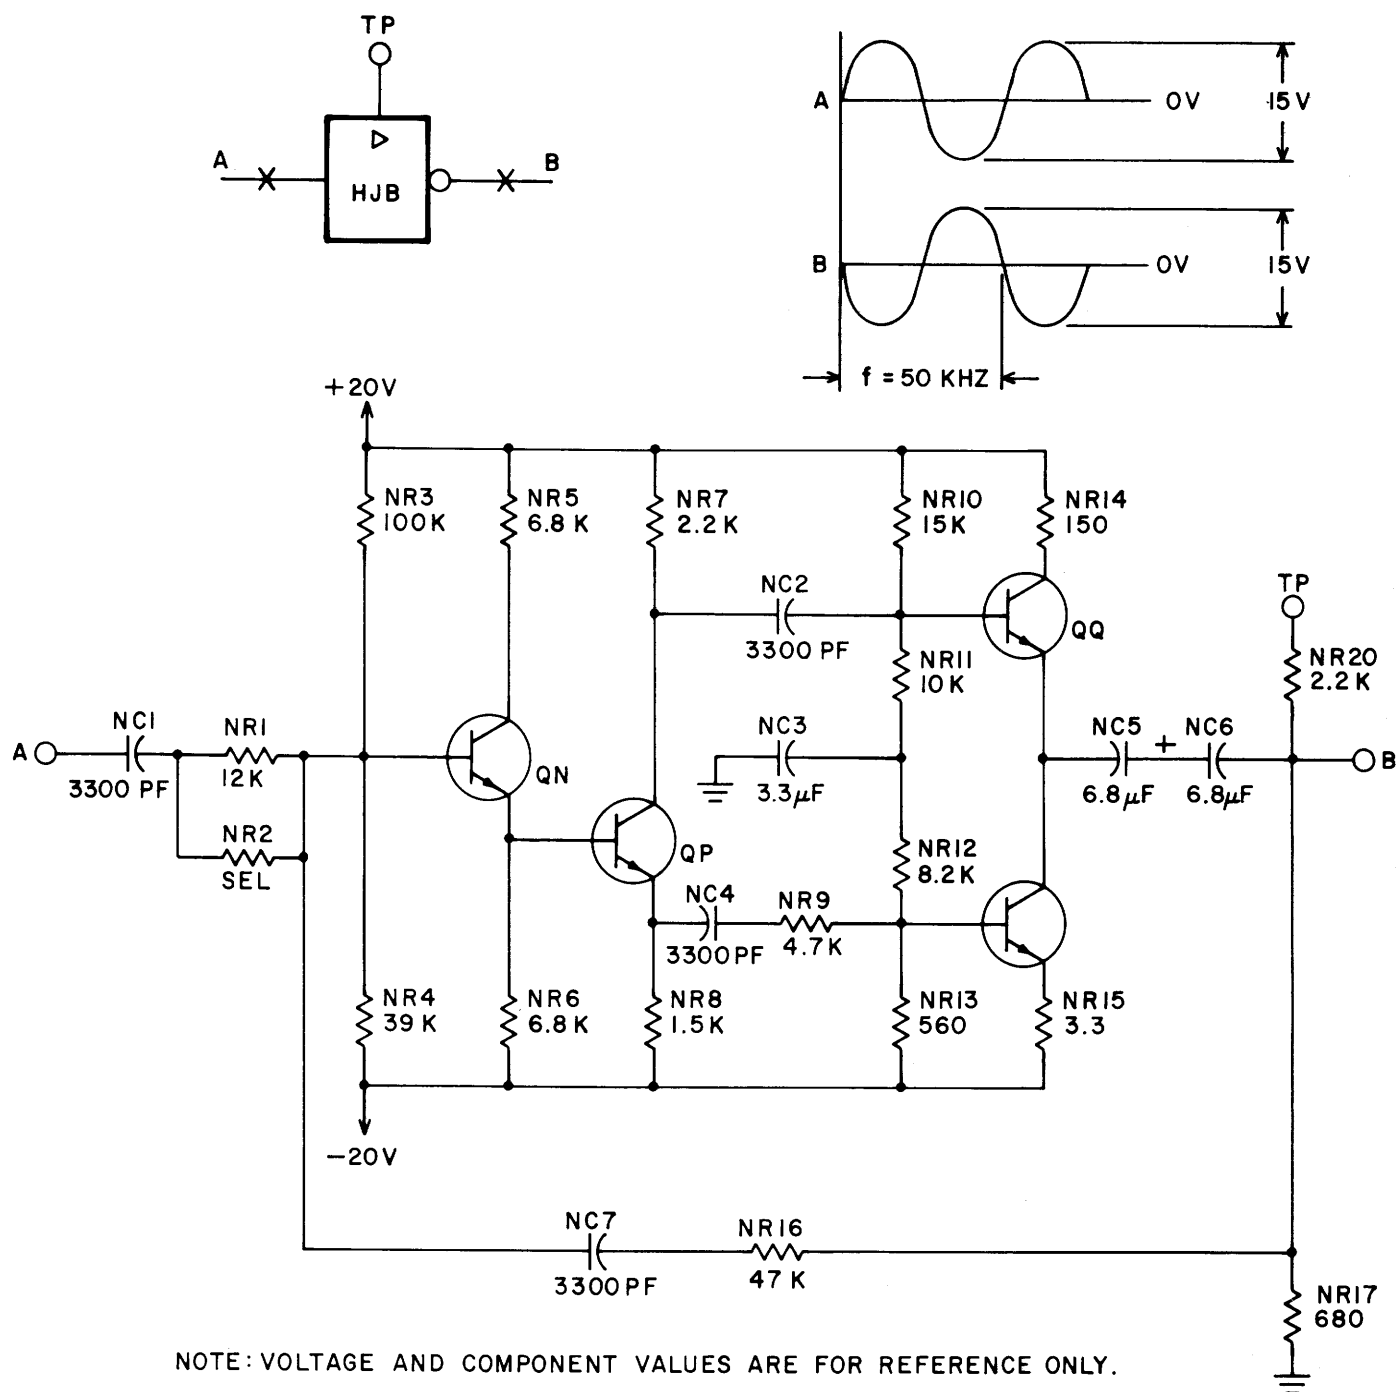 TP
A
HJB
B
A
0V
15V
B
0V
15V
f = 50 KHZ
+20V
NR3
100K
NR5
6.8 K
NR7
2.2K
NR10
15K
NR14
150
NC2
3300 PF
QQ
TP
NR20
2.2 K
NR11
10K
A
NC1
3300 PF
NR1
12K
QN
NC3
3.3µF
NC5
6.8µF
+
NC6
6.8µF
B
NR2
SEL
QP
NR12
8.2K
NC4
3300PF
NR9
4.7K
NR4
39 K
NR6
6.8K
NR8
1.5K
NR13
560
NR15
3.3
−20V
NC7
3300PF
NR16
47 K
NR17
680
NOTE: VOLTAGE AND COMPONENT VALUES ARE FOR REFERENCE ONLY.